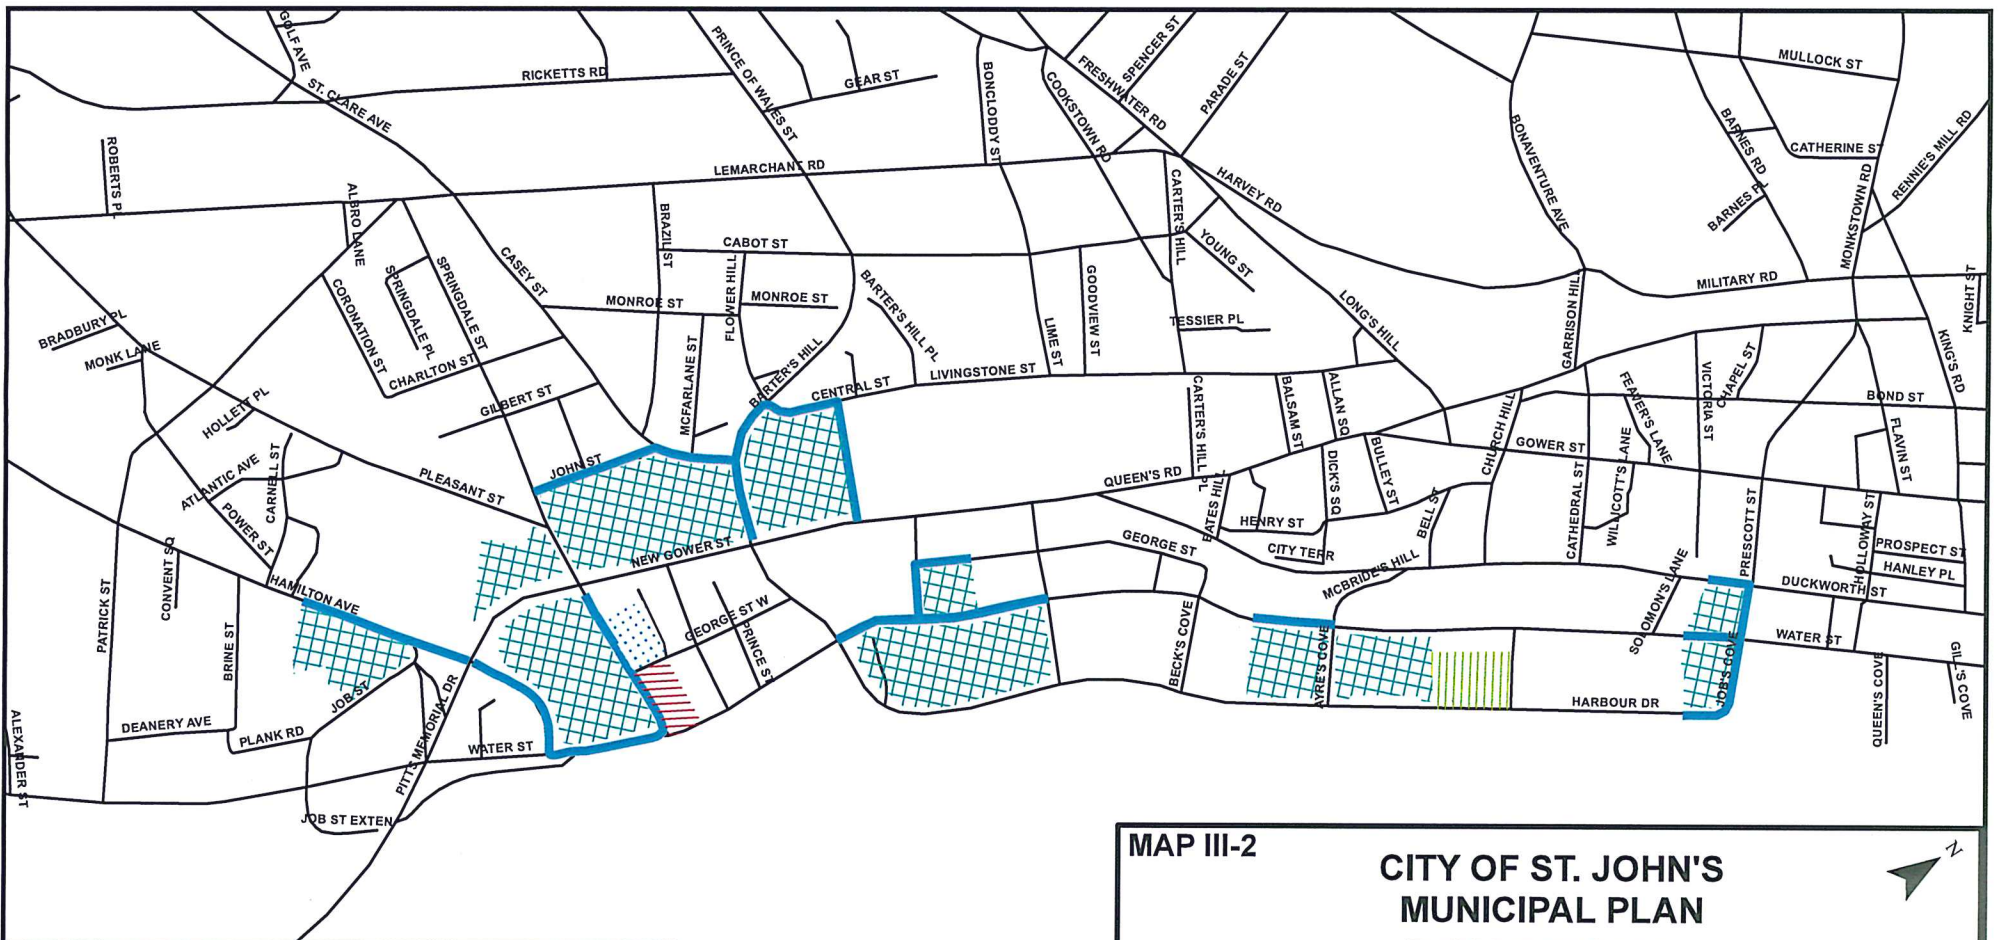 GOLF AVE
ST. CLARE AVE
RICKETTS RD
PRINCE OF WALES ST
GEAR ST
BONCLODDY ST
COOKSTOWN RD
FRESHWATER RD
SPENCER ST
PARADE ST
MULLOCK ST
BARNES RD
CATHERINE ST
RENNIE'S MILL RD
BARNES PL
MONKSTOWN RD
BONAVENTURE AVE
ROBERTS PL
LEMARCHANT RD
ALBRO LANE
BRAZIL ST
CABOT ST
CARTER'S HILL
HARVEY RD
YOUNG ST
MILITARY RD
KNIGHT ST
CASEY ST
SPRINGDALE ST
SPRINGDALE PL
CORONATION ST
MONROE ST
FLOWER HILL
MONROE ST
BARTER'S HILL PL
GOODVIEW ST
LIME ST
TESSIER PL
LONG'S HILL
GARRISON HILL
KING'S RD
BRADBURY PL
MONK LANE
CHARLTON ST
MCFARLANE ST
BARTER'S HILL
CENTRAL ST
LIVINGSTONE ST
VICTORIA ST
CHAPEL ST
BOND ST
HOLLETT PL
GILBERT ST
CARTER'S HILL PL
BALSAM ST
ALLAN SQ
FEAVER'S LANE
FLAVIN ST
CHURCH HILL
GOWER ST
ATLANTIC AVE
CARNELL ST
PLEASANT ST
JOHN ST
QUEEN'S RD
BATES HILL
DICK'S SQ
BULLEY ST
BELL ST
CATHEDRAL ST
WILLICOTT'S LANE
PRESCOTT ST
HOLLOWAY ST
POWER ST
HENRY ST
CITY TERR
PROSPECT ST
HANLEY PL
CONVENT SQ
HAMILTON AVE
NEW GOWER ST
GEORGE ST
MCBRIDE'S HILL
SOLOMON'S LANE
DUCKWORTH ST
PATRICK ST
BRINE ST
GEORGE ST W
PRINCE ST
BECK'S COVE
AYRE'S COVE
WATER ST
JOB'S COVE
QUEEN'S COVE
GILL'S COVE
JOB ST
DEANERY AVE
PLANK RD
PITTS MEMORIAL DR
WATER ST
HARBOUR DR
ALEXANDER ST
JOB ST EXTEN
MAP III-2
CITY OF ST. JOHN'S
MUNICIPAL PLAN
N